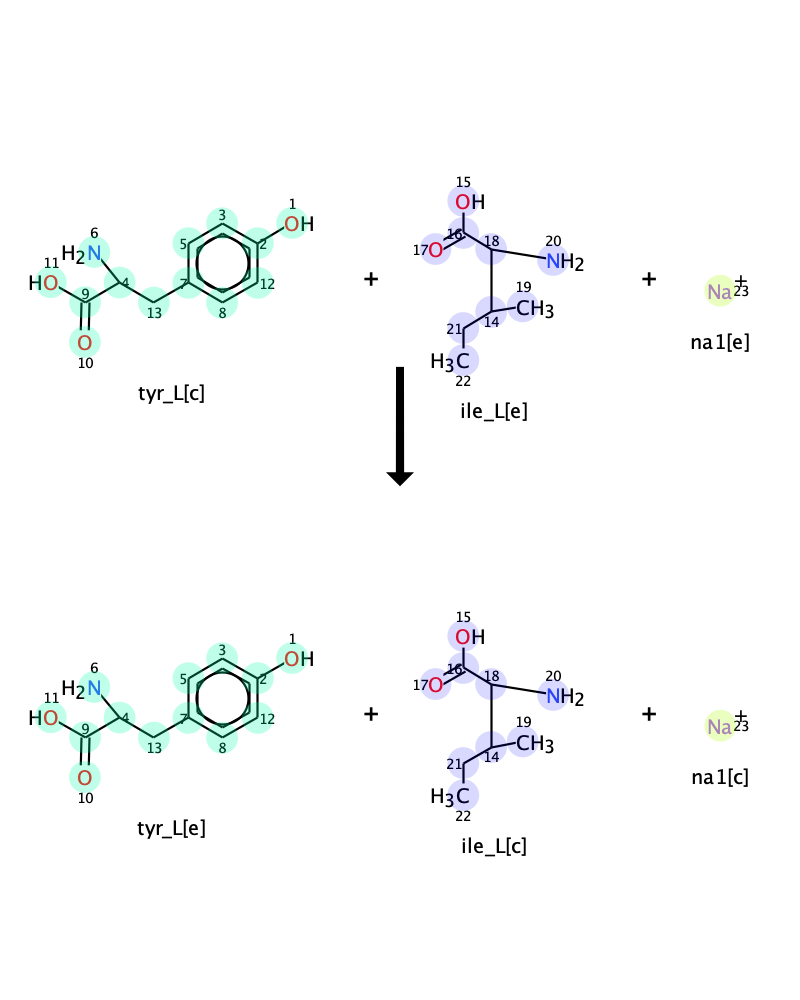 1
OH
3
6
H₂N
5
2
11
HO
9
4
7
12
13
8
O
10
tyr_L[c]
+
15
OH
16
17
O
18
20
NH₂
19
CH₃
21
14
H₃C
22
ile_L[e]
+
Na
+
23
na1[e]
1
OH
3
6
H₂N
5
2
11
HO
9
4
7
12
13
8
O
10
tyr_L[e]
+
15
OH
16
17
O
18
20
NH₂
19
CH₃
21
14
H₃C
22
ile_L[c]
+
Na
+
23
na1[c]